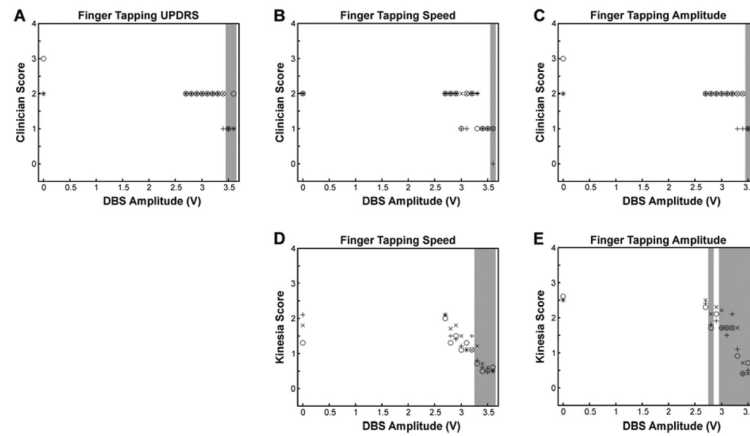 A Finger Tapping UPDRS
Clinician Score
4
3
2
1
0
0 0.5 1 1.5 2 2.5 3 3.5
DBS Amplitude (V)
B Finger Tapping Speed
Clinician Score
4
3
2
1
0
0 0.5 1 1.5 2 2.5 3 3.5
DBS Amplitude (V)
C Finger Tapping Amplitude
Clinician Score
4
3
2
1
0
0 0.5 1 1.5 2 2.5 3 3.5
DBS Amplitude (V)
D Finger Tapping Speed
Kinesia Score
4
3
2
1
0
0 0.5 1 1.5 2 2.5 3 3.5
DBS Amplitude (V)
E Finger Tapping Amplitude
Kinesia Score
4
3
2
1
0
0 0.5 1 1.5 2 2.5 3 3.5
DBS Amplitude (V)